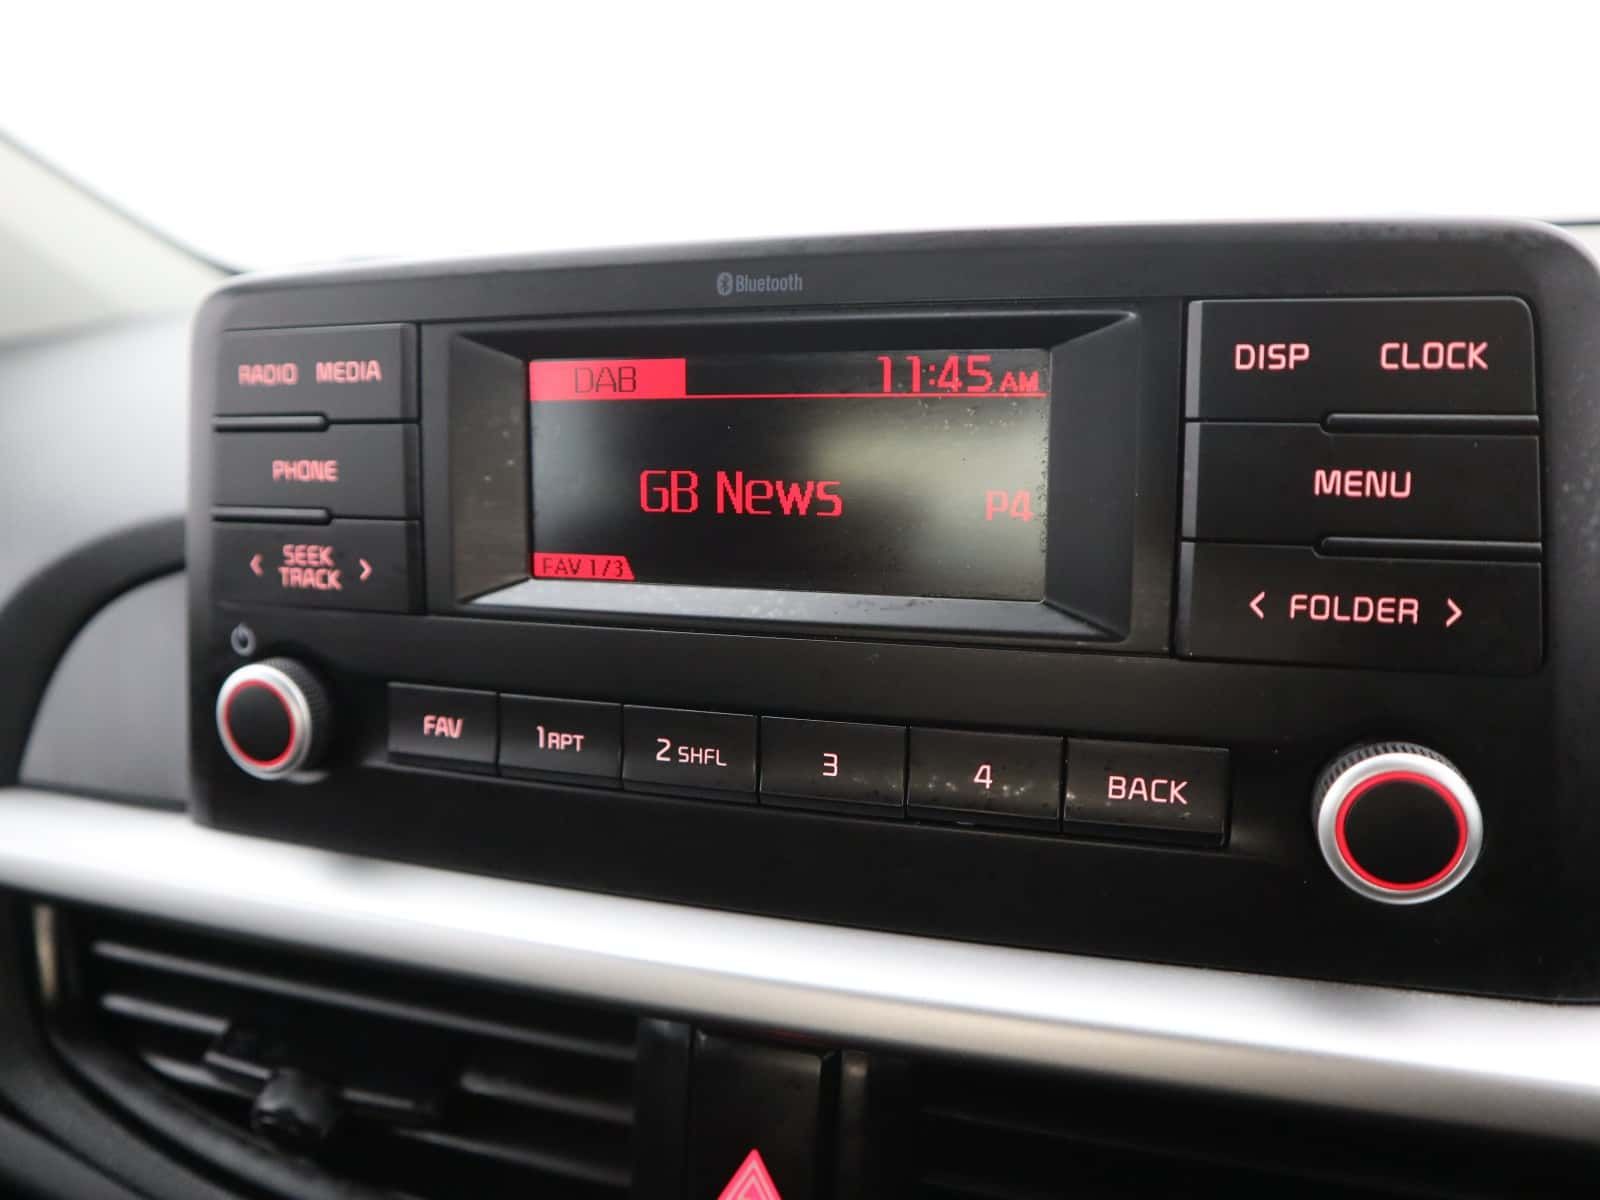 Bluetooth
RADIO MEDIA
PHONE
< SEEK TRACK >
DAB 11:45 AM
GB News P4
FAV 1/3
DISP CLOCK
MENU
< FOLDER >
FAV 1 RPT 2 SHFL 3 4 BACK